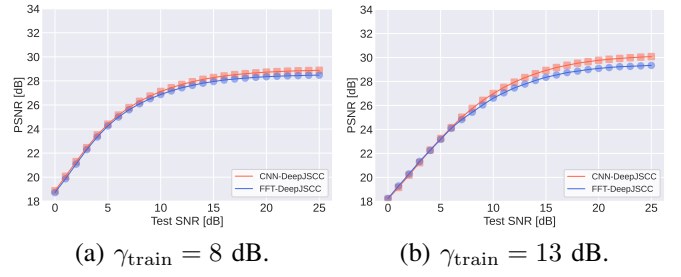 34
32
30
28
26
24
22
20
18
PSNR [dB]
0 5 10 15 20 25
Test SNR [dB]
CNN-DeepJSCC
FFT-DeepJSCC
(a) γtrain = 8 dB.
34
32
30
28
26
24
22
20
18
PSNR [dB]
0 5 10 15 20 25
Test SNR [dB]
CNN-DeepJSCC
FFT-DeepJSCC
(b) γtrain = 13 dB.